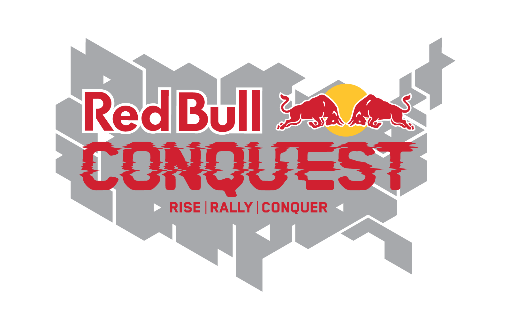 Red Bull
CONQUEST
RISE | RALLY | CONQUER